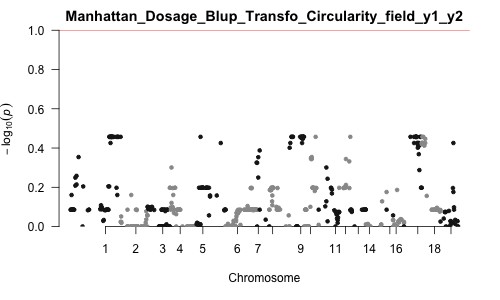 Manhattan_Dosage_Blup_Transfo_Circularity_field_y1_y2
1.0
0.8
0.6
0.4
0.2
0.0
− log10(p)
1 2 3 4 5 6 7 9 11 14 16 18
Chromosome